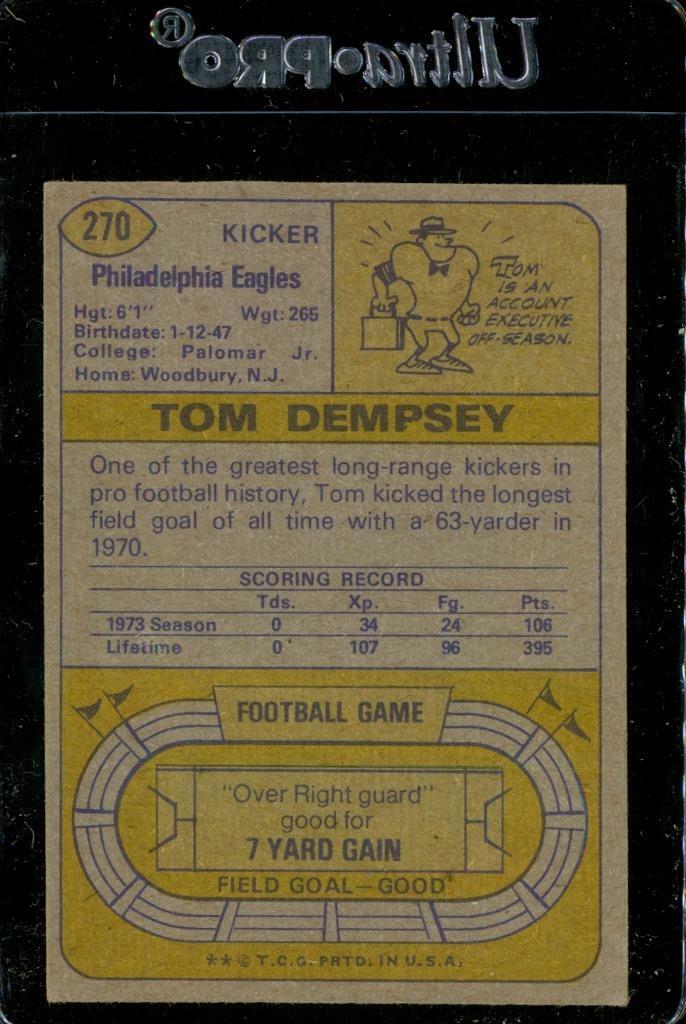 Ultra•PRO®
270
KICKER
Philadelphia Eagles
Hgt: 6'1" Wgt: 265
Birthdate: 1-12-47
College: Palomar Jr.
Home: Woodbury, N.J.
TOM
IS AN
ACCOUNT
EXECUTIVE
OFF-SEASON.
TOM DEMPSEY
One of the greatest long-range kickers in
pro football history, Tom kicked the longest
field goal of all time with a 63-yarder in
1970.
SCORING RECORD
Tds. Xp. Fg. Pts.
1973 Season 0 34 24 106
Lifetime 0 107 96 395
FOOTBALL GAME
"Over Right guard"
good for
7 YARD GAIN
FIELD GOAL—GOOD
** © T.C.G. PRTD. IN U.S.A.